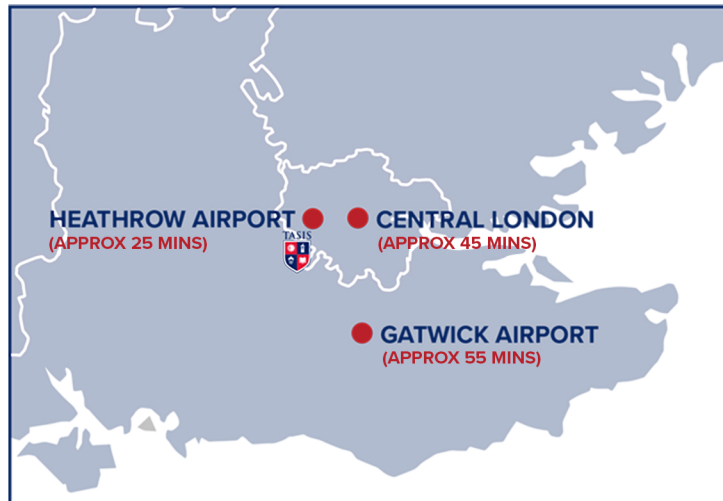 HEATHROW AIRPORT
(APPROX 25 MINS)
CENTRAL LONDON
(APPROX 45 MINS)
TASIS
GATWICK AIRPORT
(APPROX 55 MINS)